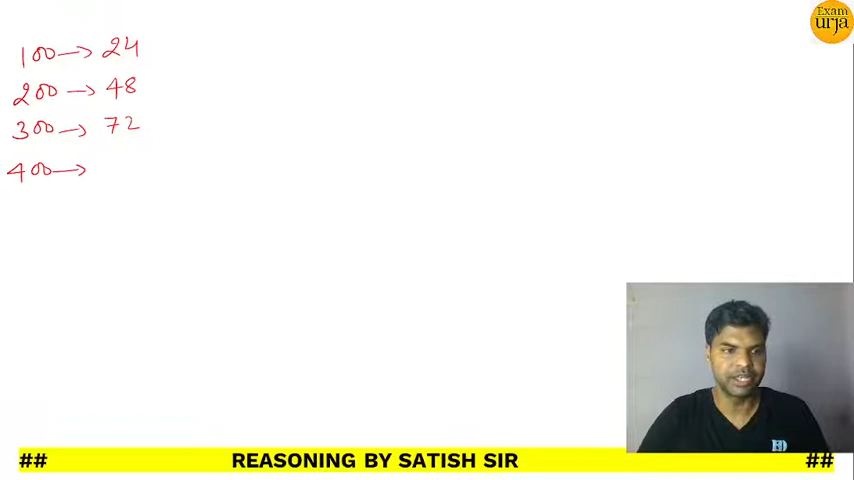 Exam
urja
100 → 24
200 → 48
300 → 72
400 →
## REASONING BY SATISH SIR ##